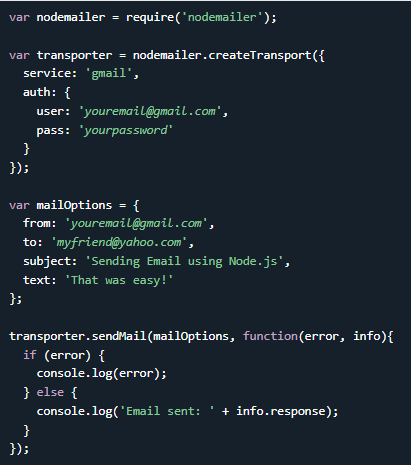 var nodemailer = require('nodemailer');
var transporter = nodemailer.createTransport({
  service: 'gmail',
  auth: {
    user: 'youremail@gmail.com',
    pass: 'yourpassword'
  }
});
var mailOptions = {
  from: 'youremail@gmail.com',
  to: 'myfriend@yahoo.com',
  subject: 'Sending Email using Node.js',
  text: 'That was easy!'
};
transporter.sendMail(mailOptions, function(error, info){
  if (error) {
    console.log(error);
  } else {
    console.log('Email sent: ' + info.response);
  }
});